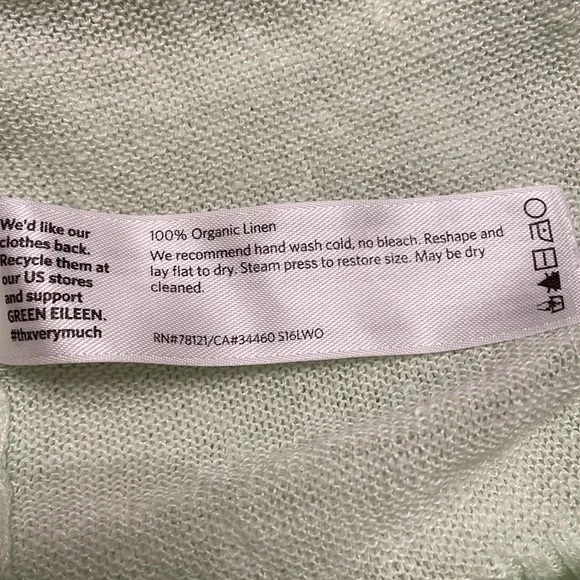 We'd like our
clothes back.
Recycle them at
our US stores
and support
GREEN EILEEN.
#thxverymuch
100% Organic Linen
We recommend hand wash cold, no bleach. Reshape and
lay flat to dry. Steam press to restore size. May be dry
cleaned.
RN#78121/CA#34460 S16LWO